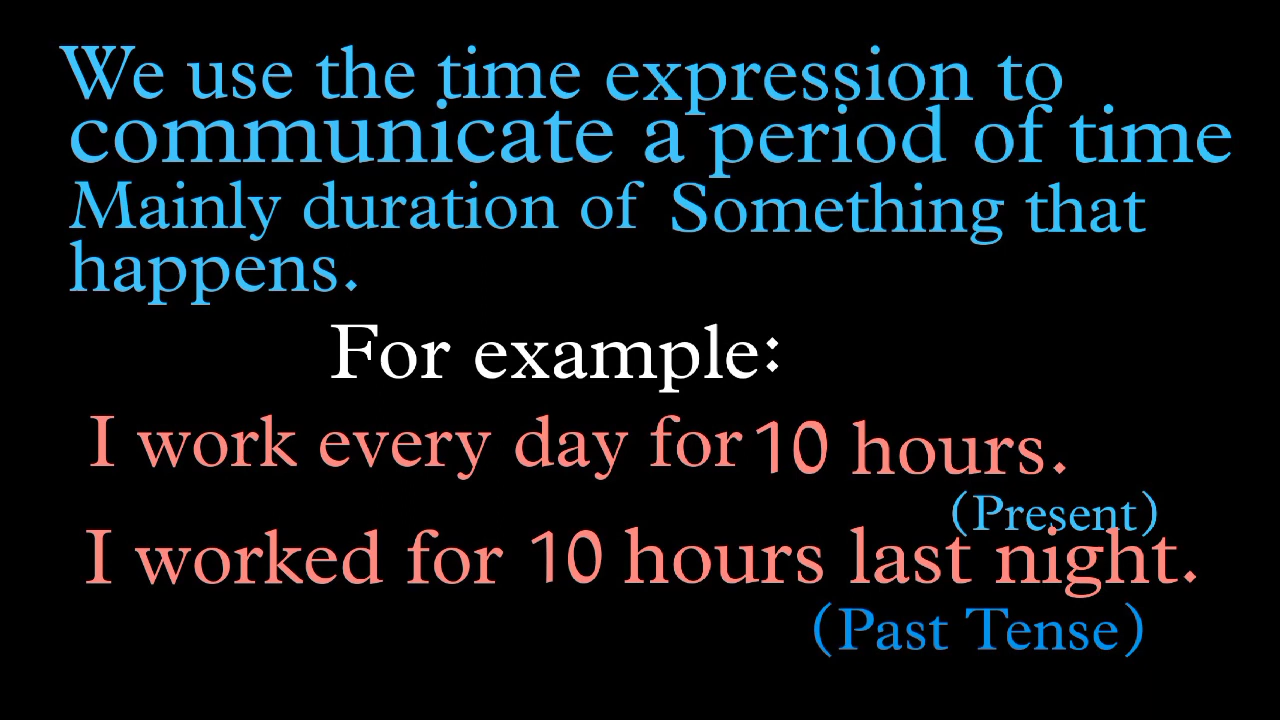 We use the time expression to
communicate a period of time
Mainly duration of Something that
happens.
For example:
I work every day for 10 hours.
(Present)
I worked for 10 hours last night.
(Past Tense)